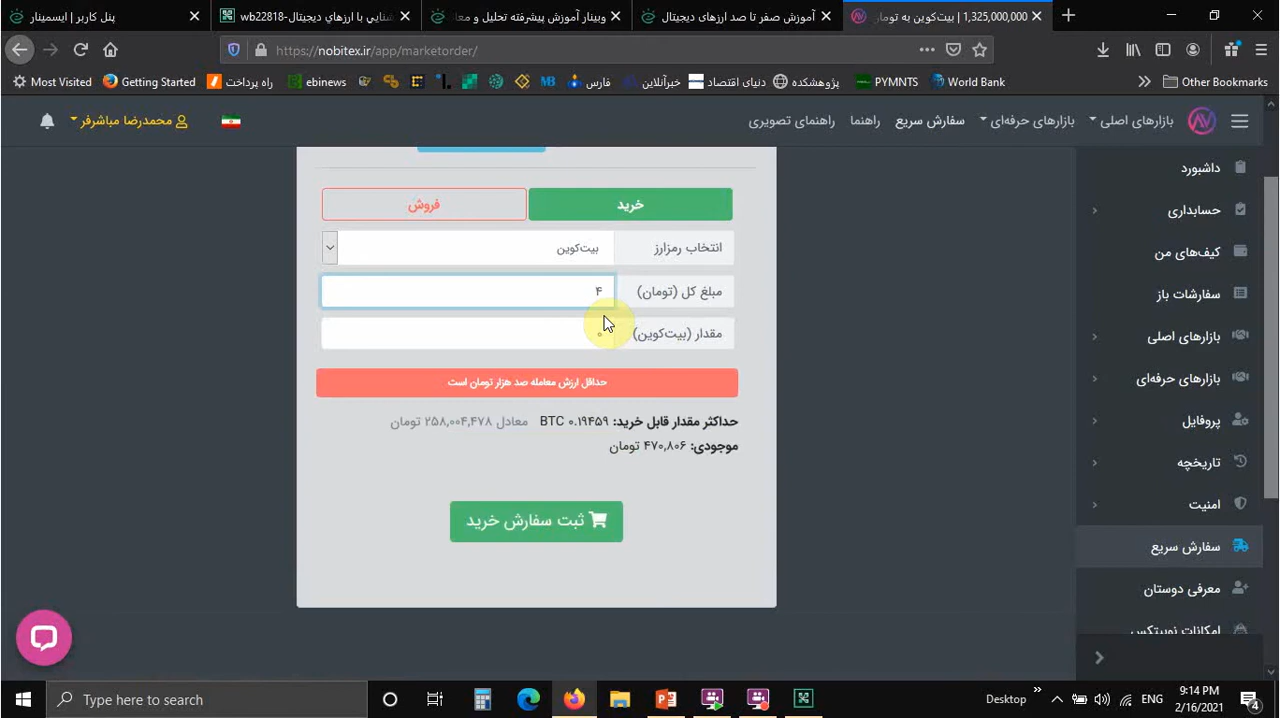 پنل کاربر | ایسمینار
wb22818-آشنایی با ارزهای دیجیتال
وبینار آموزش پیشرفته تحلیل و معا
آموزش صفر تا صد ارزهای دیجیتال
1,325,000,000 | بیت‌کوین به تومان
https://nobitex.ir/app/marketorder/
Most Visited
Getting Started
راه پرداخت
ebinews
MB
فارس
خبرآنلاین
دنیای اقتصاد
پژوهشکده
PYMNTS
World Bank
Other Bookmarks
بازارهای اصلی
بازارهای حرفه‌ای
سفارش سریع
راهنما
راهنمای تصویری
محمدرضا مباشرفر
داشبورد
حسابداری
کیف‌های من
سفارشات باز
بازارهای اصلی
بازارهای حرفه‌ای
پروفایل
تاریخچه
امنیت
سفارش سریع
معرفی دوستان
امکانات نوبیتکس
خرید
فروش
انتخاب رمزارز
بیت‌کوین
مبلغ کل (تومان)
۴
مقدار (بیت‌کوین)
۰
حداقل ارزش معامله صد هزار تومان است
حداکثر مقدار قابل خرید: BTC ۰.۱۹۴۵۹ معادل ۲۵۸,۰۰۴,۴۷۸ تومان
موجودی: ۴۷۰,۸۰۶ تومان
ثبت سفارش خرید
Type here to search
Desktop
ENG
9:14 PM
2/16/2021
4